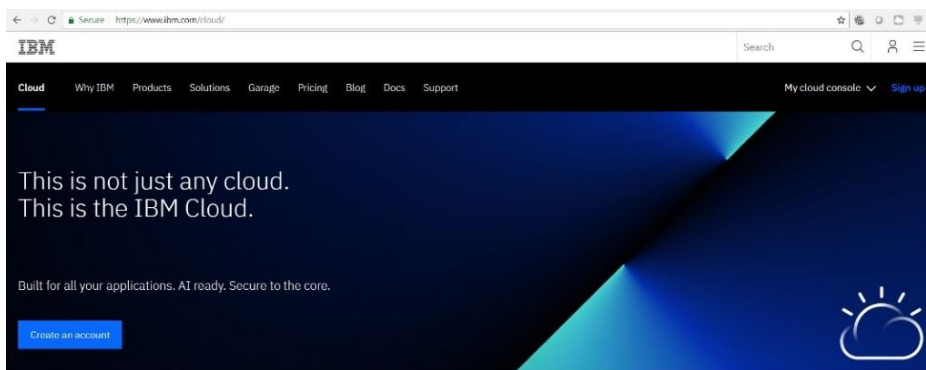 Secure https://www.ibm.com/cloud/
IBM
Search
Cloud Why IBM Products Solutions Garage Pricing Blog Docs Support My cloud console Sign up
This is not just any cloud.
This is the IBM Cloud.
Built for all your applications. AI ready. Secure to the core.
Create an account